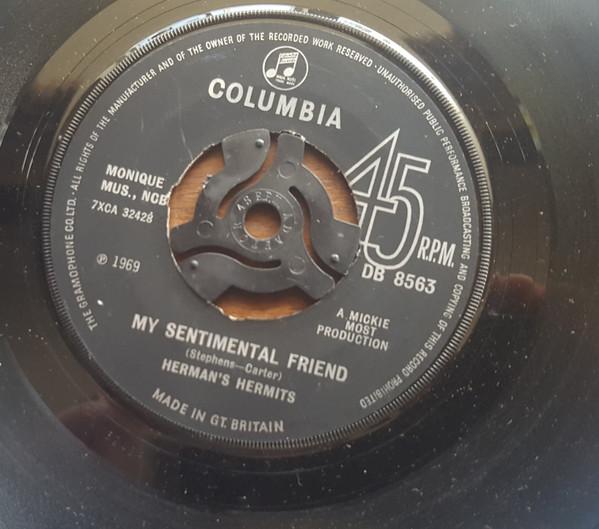 THE GRAMOPHONE CO. LTD. · ALL RIGHTS OF THE MANUFACTURER AND OF THE OWNER OF THE RECORDED WORK RESERVED · UNAUTHORISED PUBLIC PERFORMANCE BROADCASTING AND COPYING OF THIS RECORD PROHIBITED
COLUMBIA
MONIQUE
MUS., NCB
7XCA 32428
℗ 1969
45
R.P.M.
DB 8563
A MICKIE
MOST
PRODUCTION
MY SENTIMENTAL FRIEND
(Stephens—Carter)
HERMAN'S HERMITS
MADE IN GT. BRITAIN